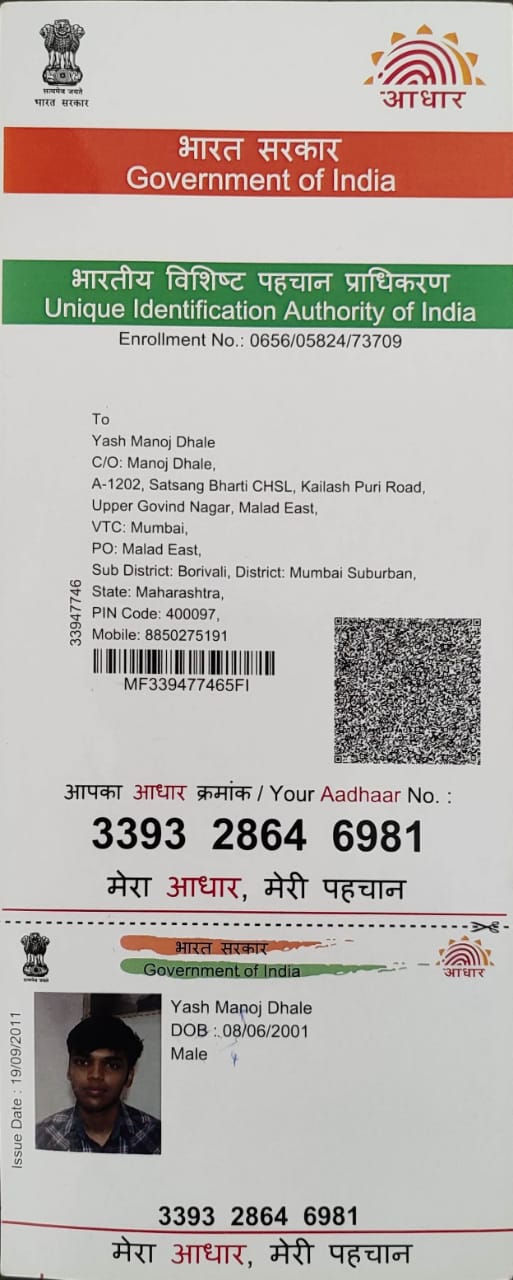 सत्यमेव जयते
भारत सरकार
आधार
भारत सरकार
Government of India
भारतीय विशिष्ट पहचान प्राधिकरण
Unique Identification Authority of India
Enrollment No.: 0656/05824/73709
To
Yash Manoj Dhale
C/O: Manoj Dhale,
A-1202, Satsang Bharti CHSL, Kailash Puri Road,
Upper Govind Nagar, Malad East,
VTC: Mumbai,
PO: Malad East,
Sub District: Borivali, District: Mumbai Suburban,
State: Maharashtra,
PIN Code: 400097,
Mobile: 8850275191
33947746
MF339477465FI
आपका आधार क्रमांक / Your Aadhaar No. :
3393 2864 6981
मेरा आधार, मेरी पहचान
भारत सरकार
Government of India
आधार
Issue Date : 19/09/2011
Yash Manoj Dhale
DOB : 08/06/2001
Male
3393 2864 6981
मेरा आधार, मेरी पहचान